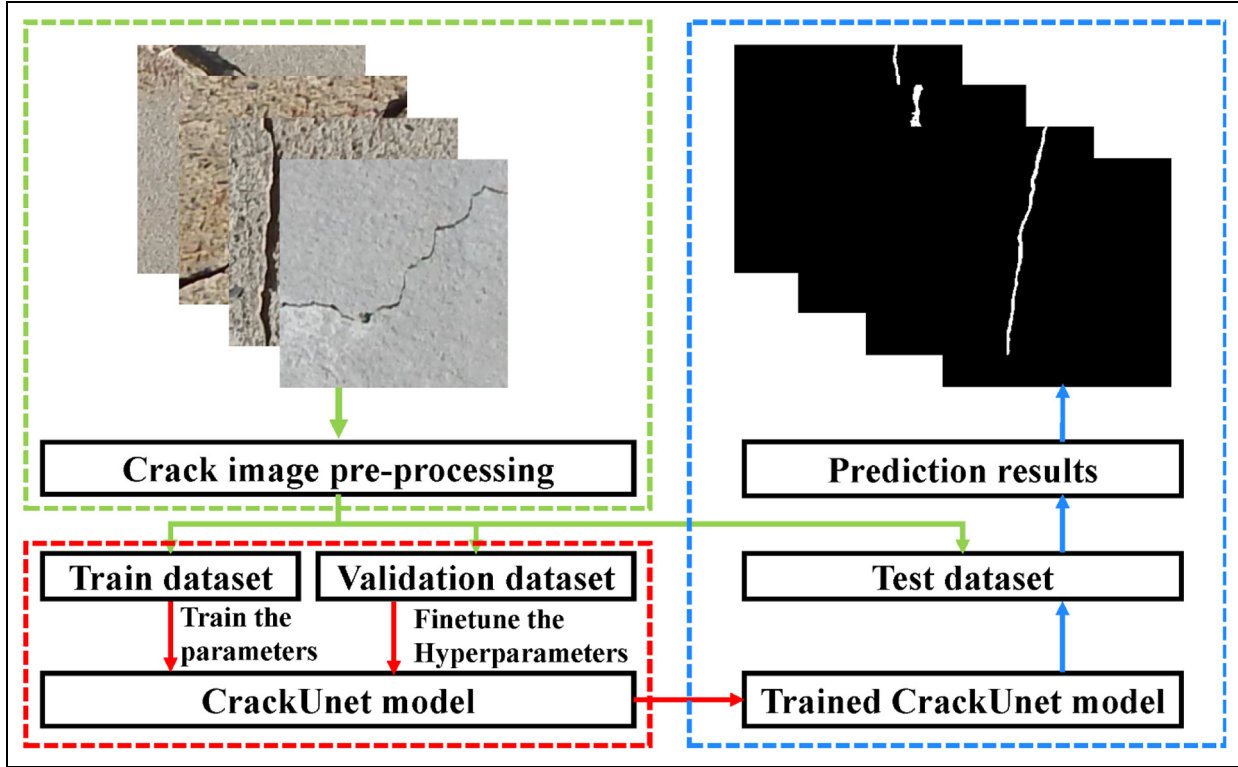 Crack image pre-processing
Prediction results
Train dataset
Validation dataset
Test dataset
Train the
parameters
Finetune the
Hyperparameters
CrackUnet model
Trained CrackUnet model